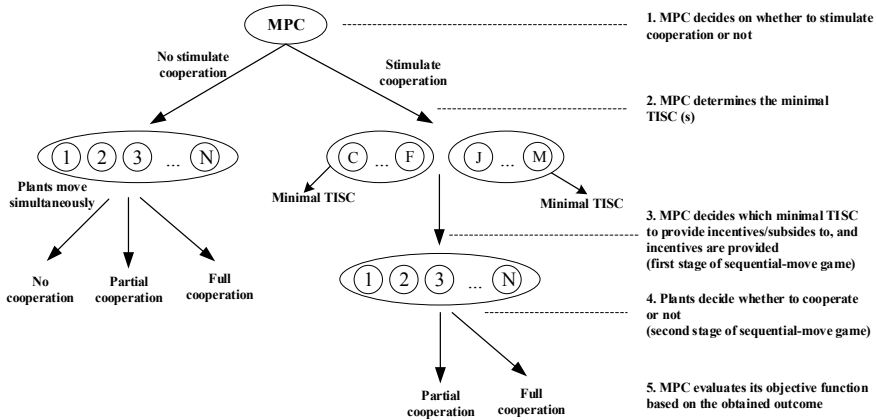 MPC
1. MPC decides on whether to stimulate
cooperation or not
No stimulate
cooperation
Stimulate
cooperation
2. MPC determines the minimal
TISC (s)
1 2 3 ... N
C ... F
J ... M
Plants move
simultaneously
Minimal TISC
Minimal TISC
3. MPC decides which minimal TISC
to provide incentives/subsides to, and
incentives are provided
(first stage of sequential-move game)
No
cooperation
Partial
cooperation
Full
cooperation
1 2 3 ... N
4. Plants decide whether to cooperate
or not
(second stage of sequential-move game)
Partial
cooperation
Full
cooperation
5. MPC evaluates its objective function
based on the obtained outcome